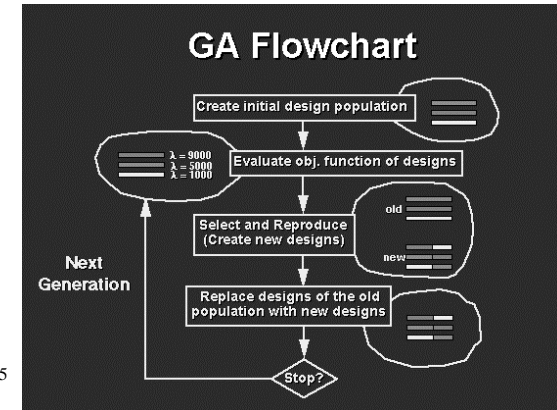 GA Flowchart
Create initial design population
λ = 9000
λ = 5000
λ = 1000
Evaluate obj. function of designs
old
Select and Reproduce
(Create new designs)
new
Next
Generation
Replace designs of the old
population with new designs
Stop?
5